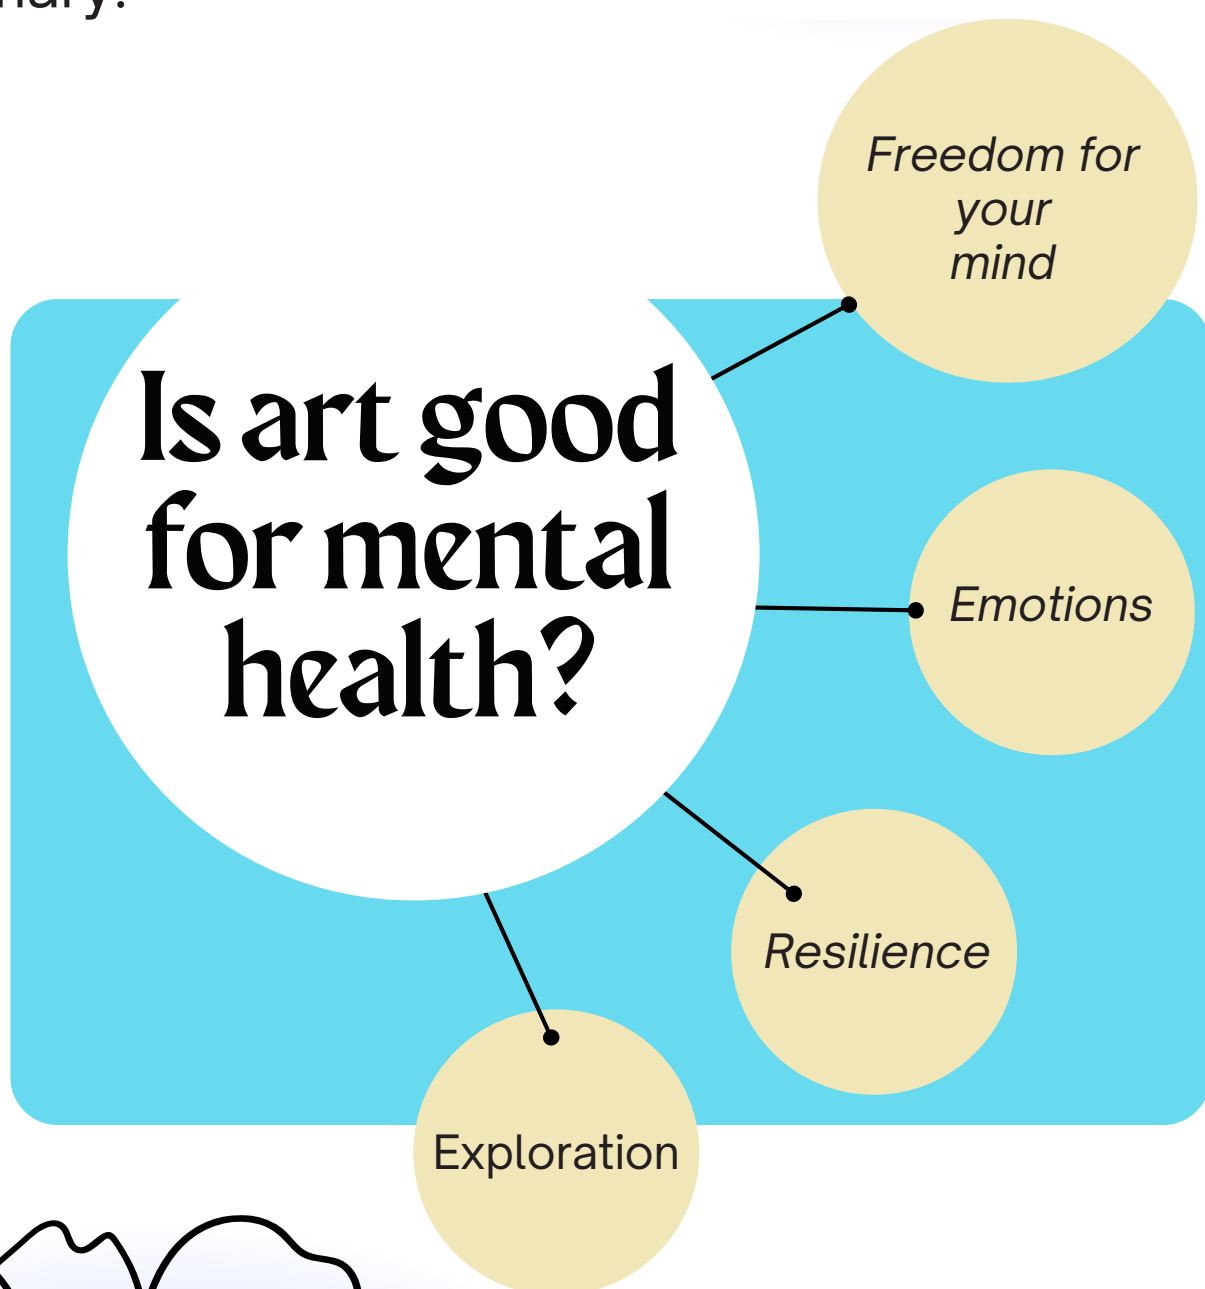 Freedom for
your
mind
Is art good
for mental
health?
Emotions
Resilience
Exploration